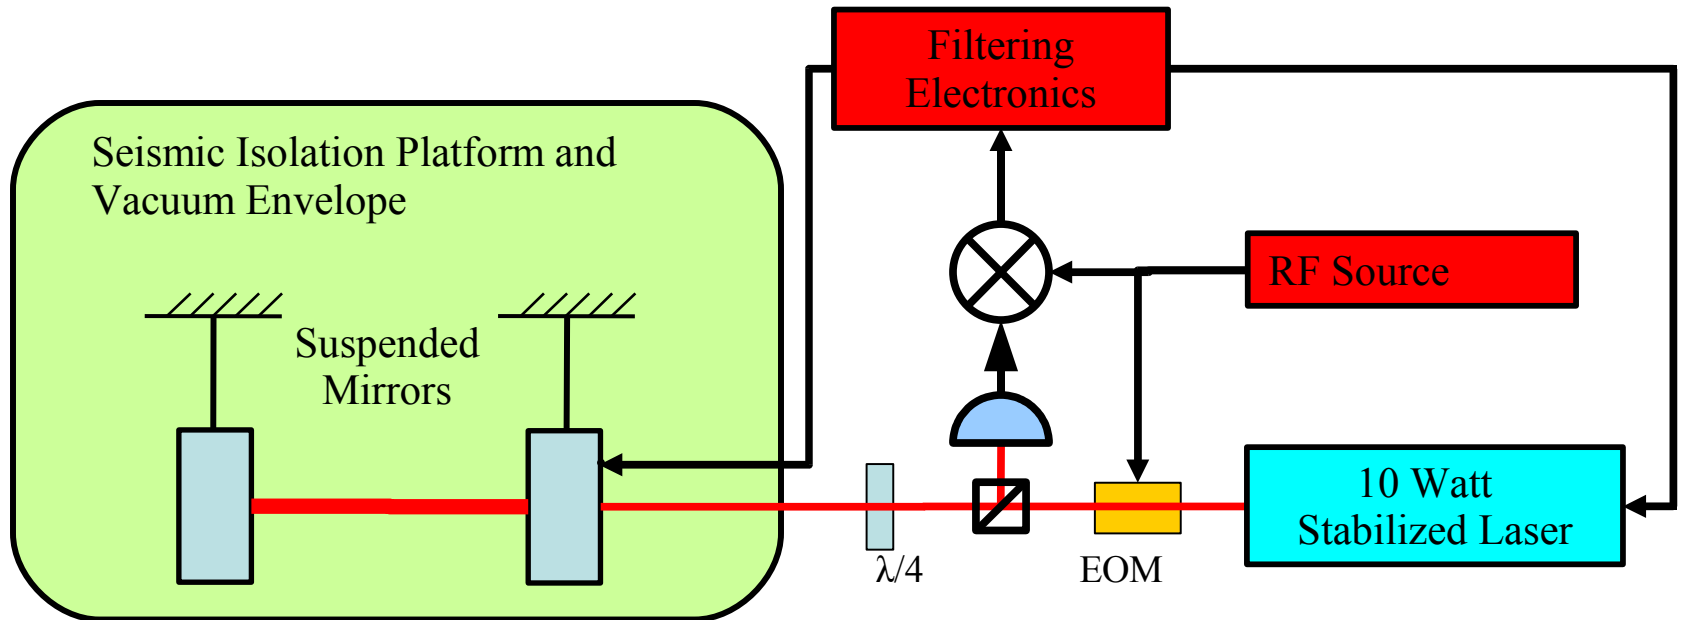 Filtering
Electronics
Seismic Isolation Platform and
Vacuum Envelope
RF Source
Suspended
Mirrors
10 Watt
Stabilized Laser
λ/4
EOM